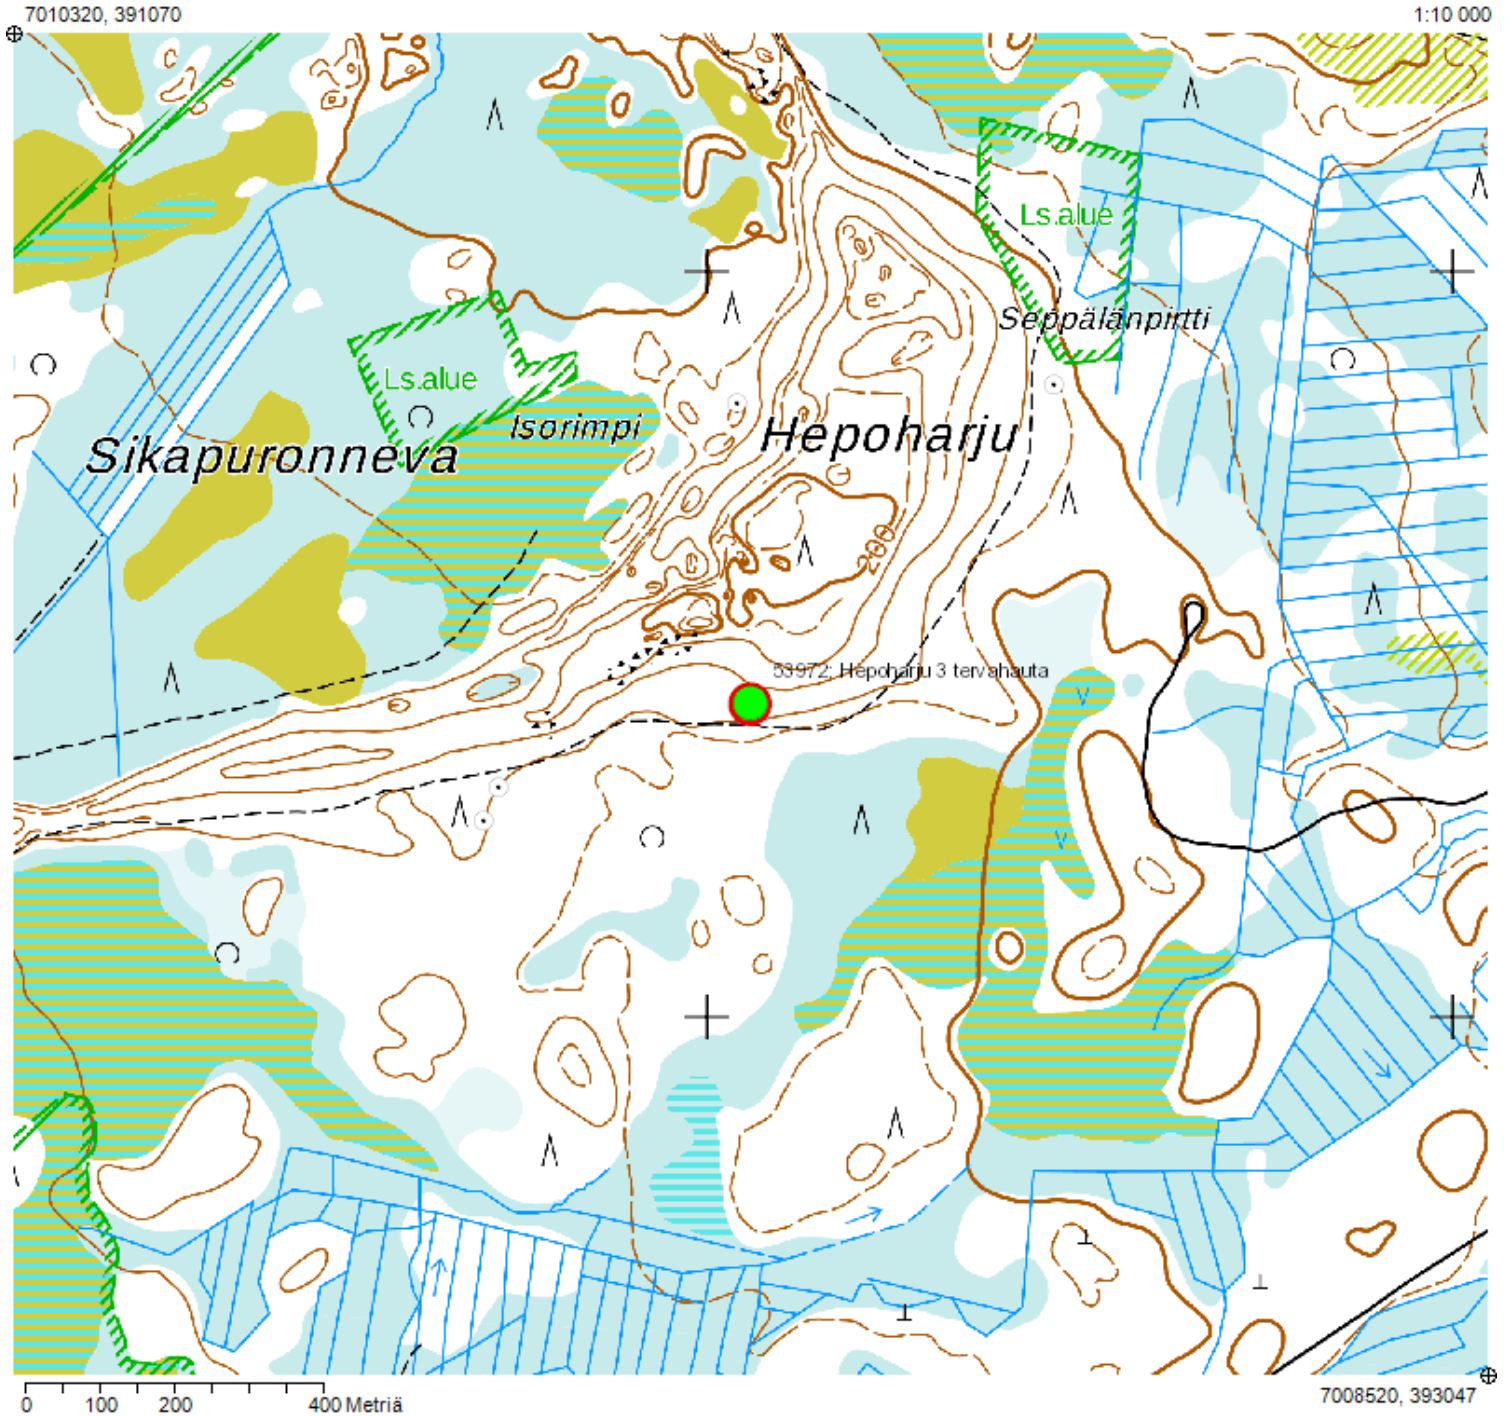 7010320, 391070
1:10 000
Ls.alue
Seppälänpirtti
Ls.alue
Isorimpi
Hepoharju
Sikapuronneva
200
53972; Hepoharju 3 tervahauta
0 100 200 400 Metriä
7008520, 393047